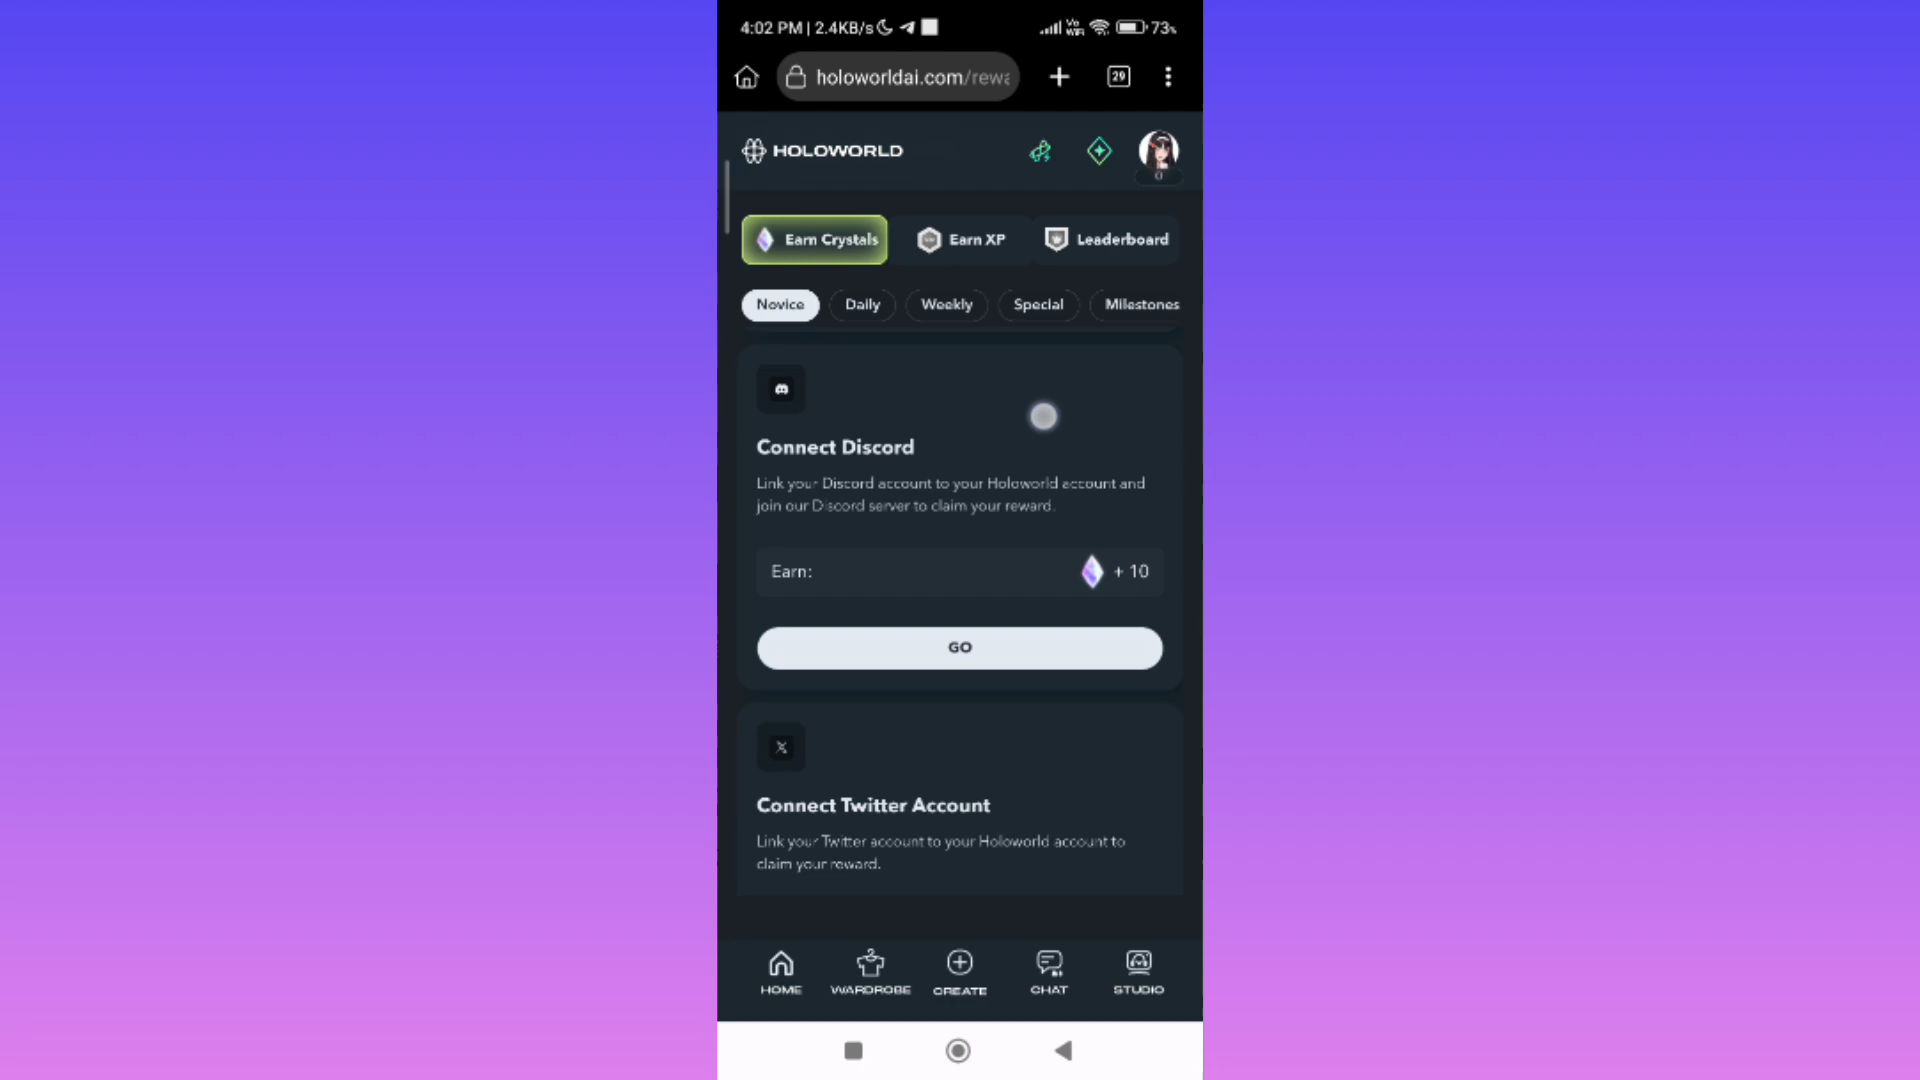 4:02 PM | 2.4KB/s
Vo
WiFi
73%
holoworldai.com/rewa
29
HOLOWORLD
0
Earn Crystals
Earn XP
Leaderboard
Novice
Daily
Weekly
Special
Milestones
Connect Discord
Link your Discord account to your Holoworld account and
join our Discord server to claim your reward.
Earn:
+ 10
GO
Connect Twitter Account
Link your Twitter account to your Holoworld account to
claim your reward.
HOME
WARDROBE
CREATE
CHAT
STUDIO